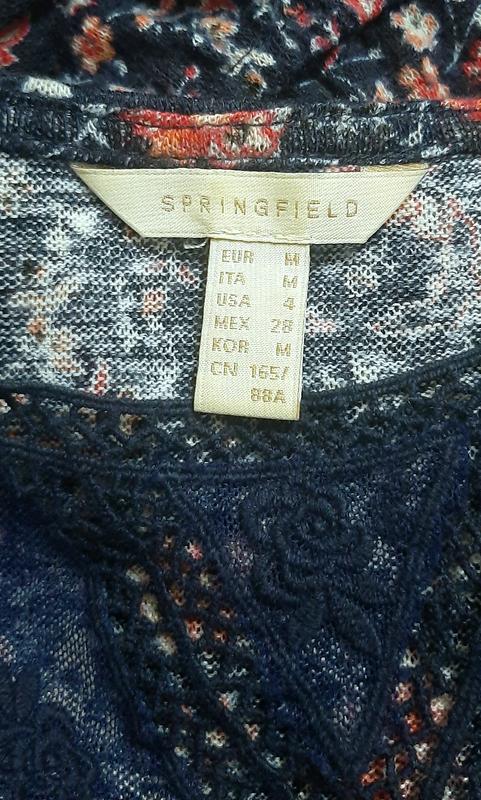 SPRINGFIELD
EUR M
ITA M
USA 4
MEX 28
KOR M
CN 165/
88A